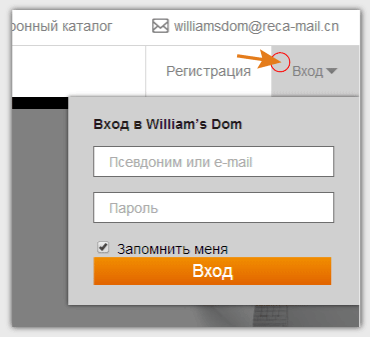 ронный каталог
williamsdom@reca-mail.cn
Регистрация
Вход
Вход в William's Dom
Псевдоним или e-mail
Пароль
Запомнить меня
Вход